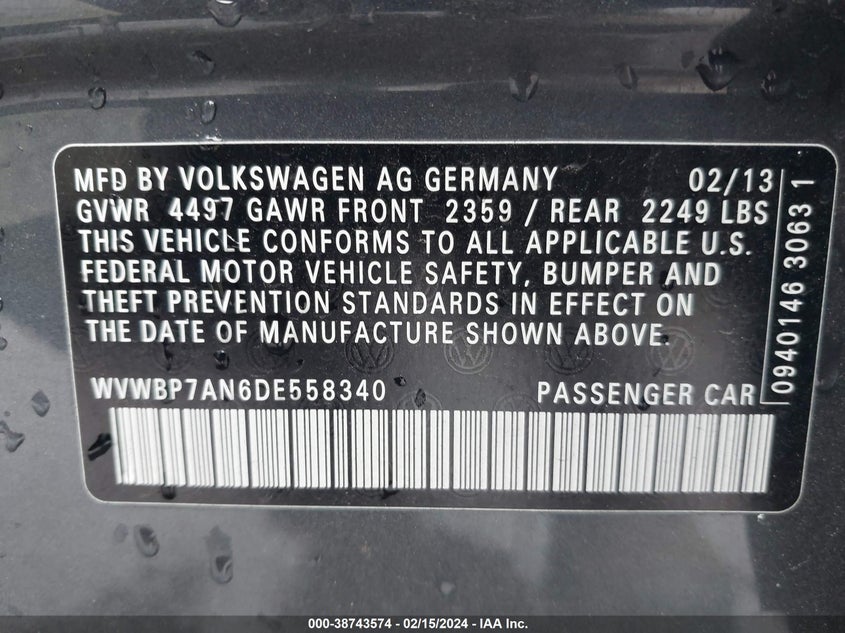 MFD BY VOLKSWAGEN AG GERMANY 02/13
GVWR 4497 GAWR FRONT 2359 / REAR 2249 LBS
THIS VEHICLE CONFORMS TO ALL APPLICABLE U.S.
FEDERAL MOTOR VEHICLE SAFETY, BUMPER AND
THEFT PREVENTION STANDARDS IN EFFECT ON
THE DATE OF MANUFACTURE SHOWN ABOVE.
WVWBP7AN6DE558340 PASSENGER CAR
0940146 3063 1
000-38743574 - 02/15/2024 - IAA Inc.